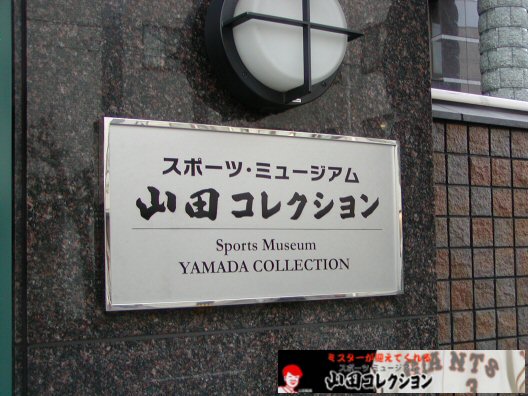 スポーツ・ミュージアム
山田コレクション
Sports Museum
YAMADA COLLECTION
ミスターが迎えてくれる
スポーツ・ミュージアム
山田コレクション
ANTS
3